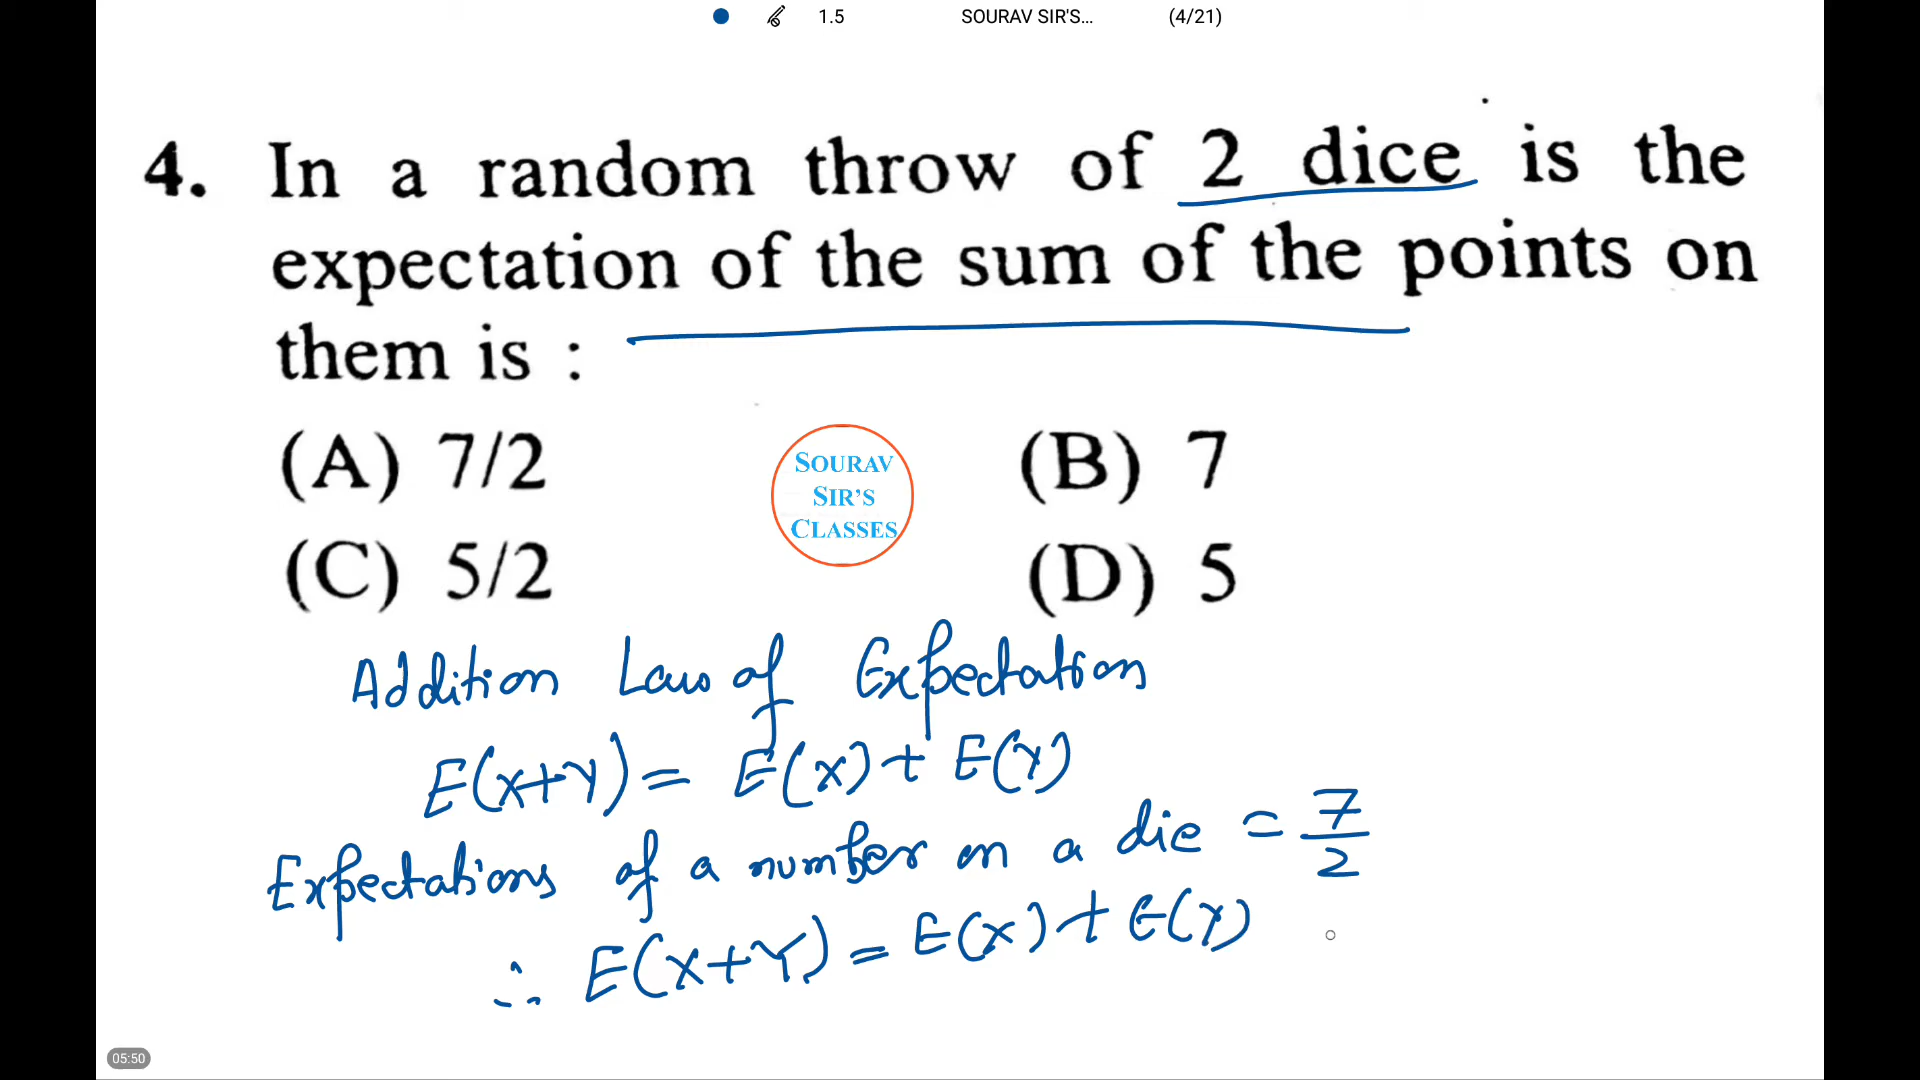 1.5 SOURAV SIR'S... (4/21)
4. In a random throw of 2 dice is the
expectation of the sum of the points on
them is :
(A) 7/2 (B) 7
(C) 5/2 (D) 5
SOURAV
SIR'S
CLASSES
Addition Law of Expectation
E(X+Y) = E(X) + E(Y)
Expectations of a number on a die = 7/2
∴ E(X+Y) = E(X) + E(Y)
05:50